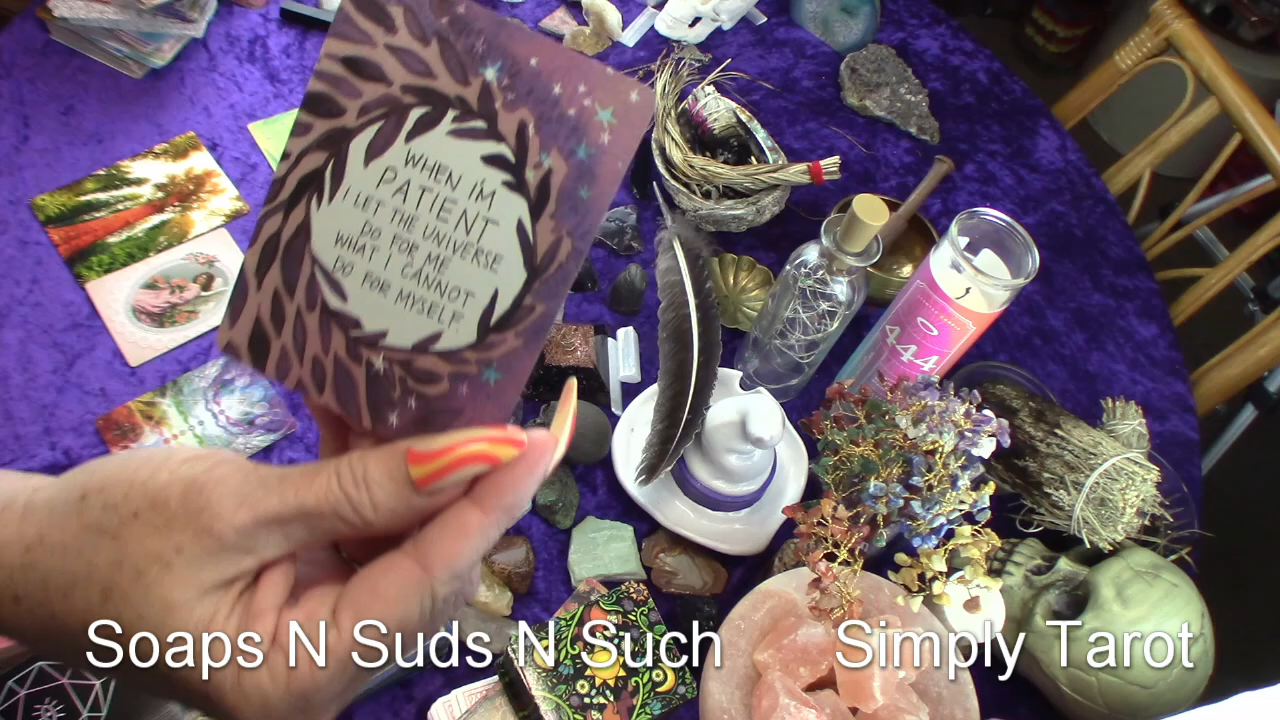 WHEN I'M
PATIENT
I LET THE UNIVERSE
DO FOR ME
WHAT I CANNOT
DO FOR MYSELF.
444
Soaps N Suds N Such
Simply Tarot